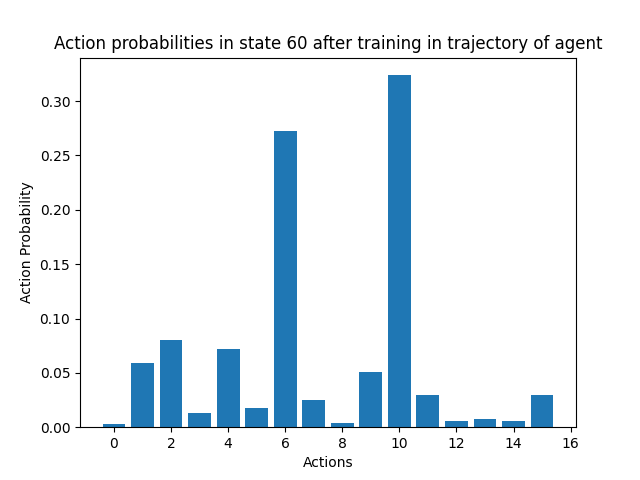 Action probabilities in state 60 after training in trajectory of agent
0.30
0.25
0.20
0.15
0.10
0.05
0.00
Action Probability
0 2 4 6 8 10 12 14 16
Actions